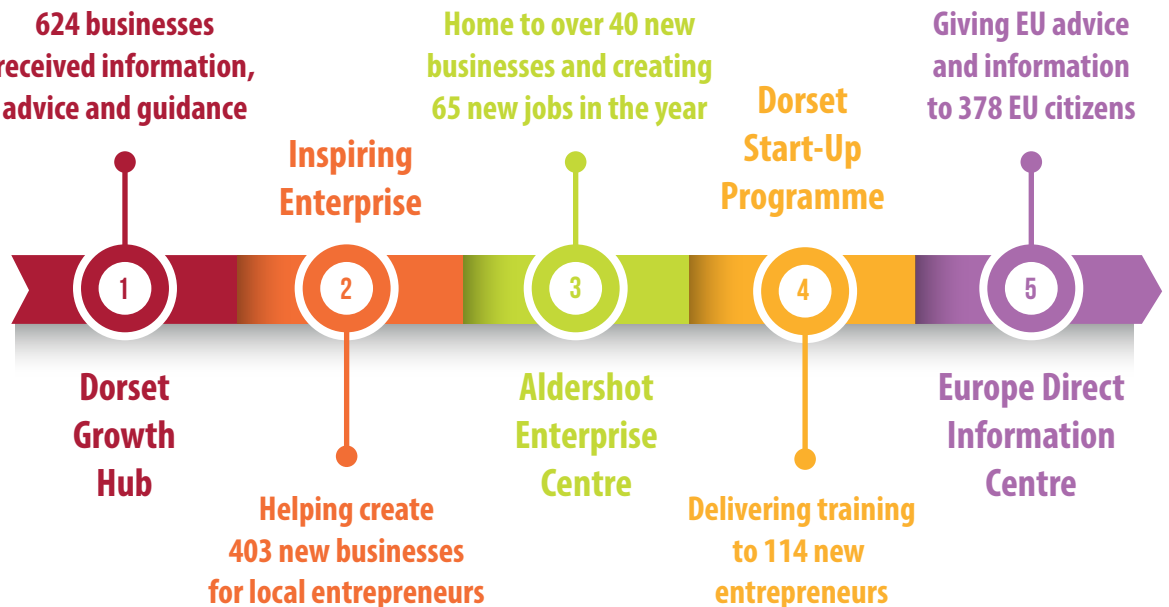 624 businesses
received information,
advice and guidance
1
Dorset
Growth
Hub
Inspiring
Enterprise
2
Helping create
403 new businesses
for local entrepreneurs
Home to over 40 new
businesses and creating
65 new jobs in the year
3
Aldershot
Enterprise
Centre
Dorset
Start-Up
Programme
4
Delivering training
to 114 new
entrepreneurs
Giving EU advice
and information
to 378 EU citizens
5
Europe Direct
Information
Centre